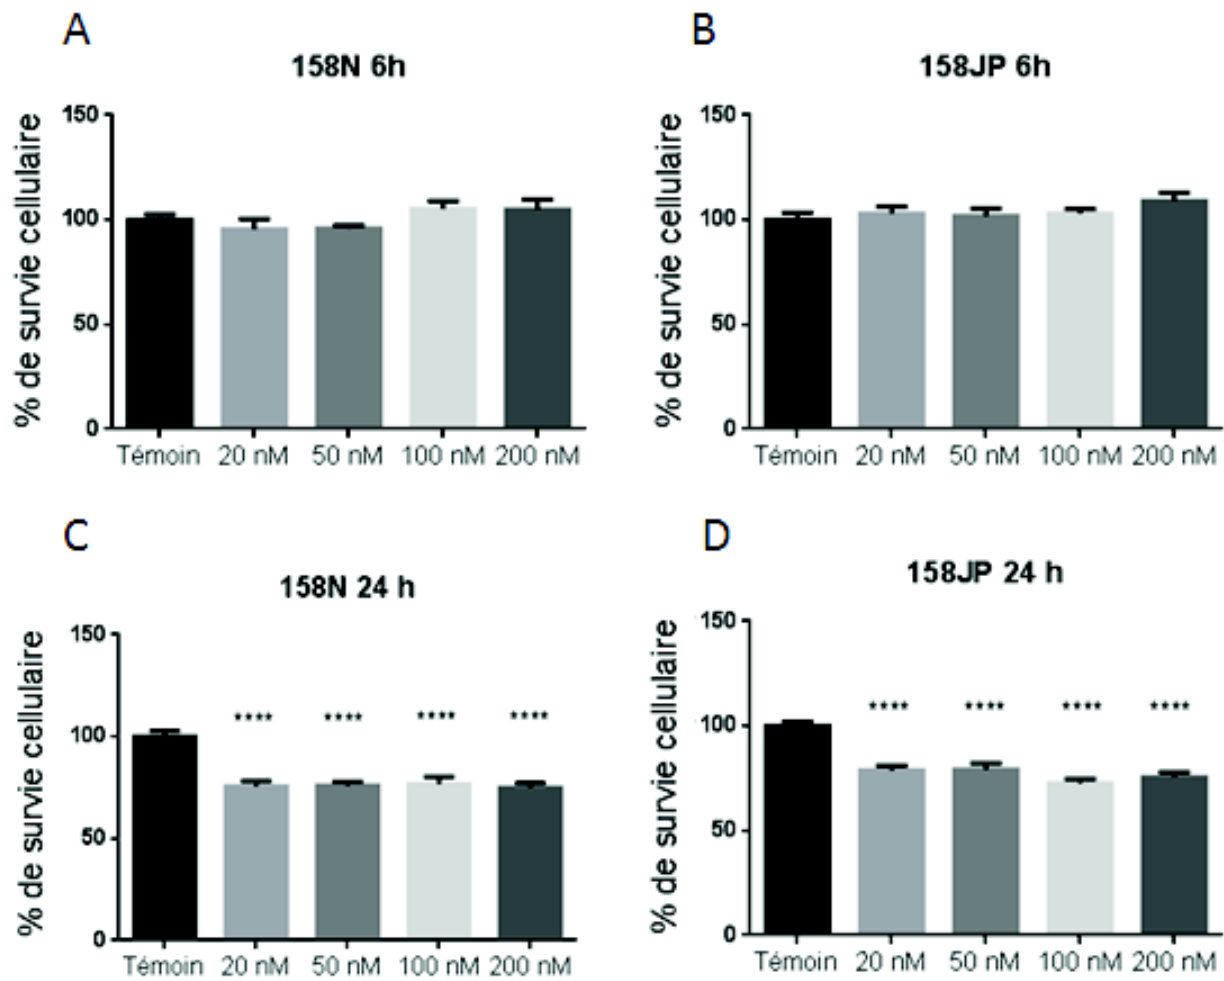 A
158N 6h
% de survie cellulaire
150
100
50
0
Témoin 20 nM 50 nM 100 nM 200 nM
B
158JP 6h
% de survie cellulaire
150
100
50
0
Témoin 20 nM 50 nM 100 nM 200 nM
C
158N 24 h
% de survie cellulaire
150
100
50
0
**** **** **** ****
Témoin 20 nM 50 nM 100 nM 200 nM
D
158JP 24 h
% de survie cellulaire
150
100
50
0
**** **** **** ****
Témoin 20 nM 50 nM 100 nM 200 nM